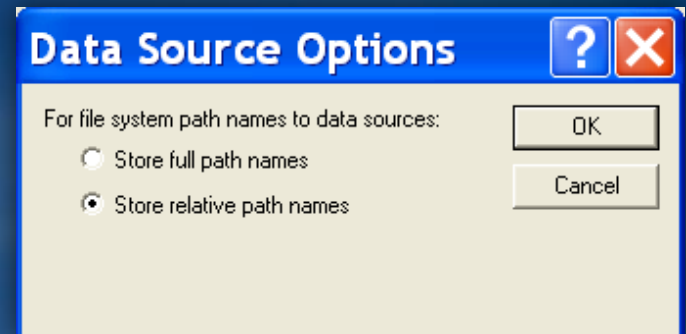 Data Source Options
?
For file system path names to data sources:
OK
Store full path names
Cancel
Store relative path names